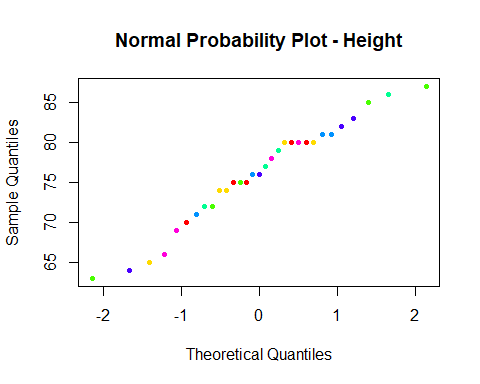 Normal Probability Plot - Height
Sample Quantiles
85
80
75
70
65
-2 -1 0 1 2
Theoretical Quantiles